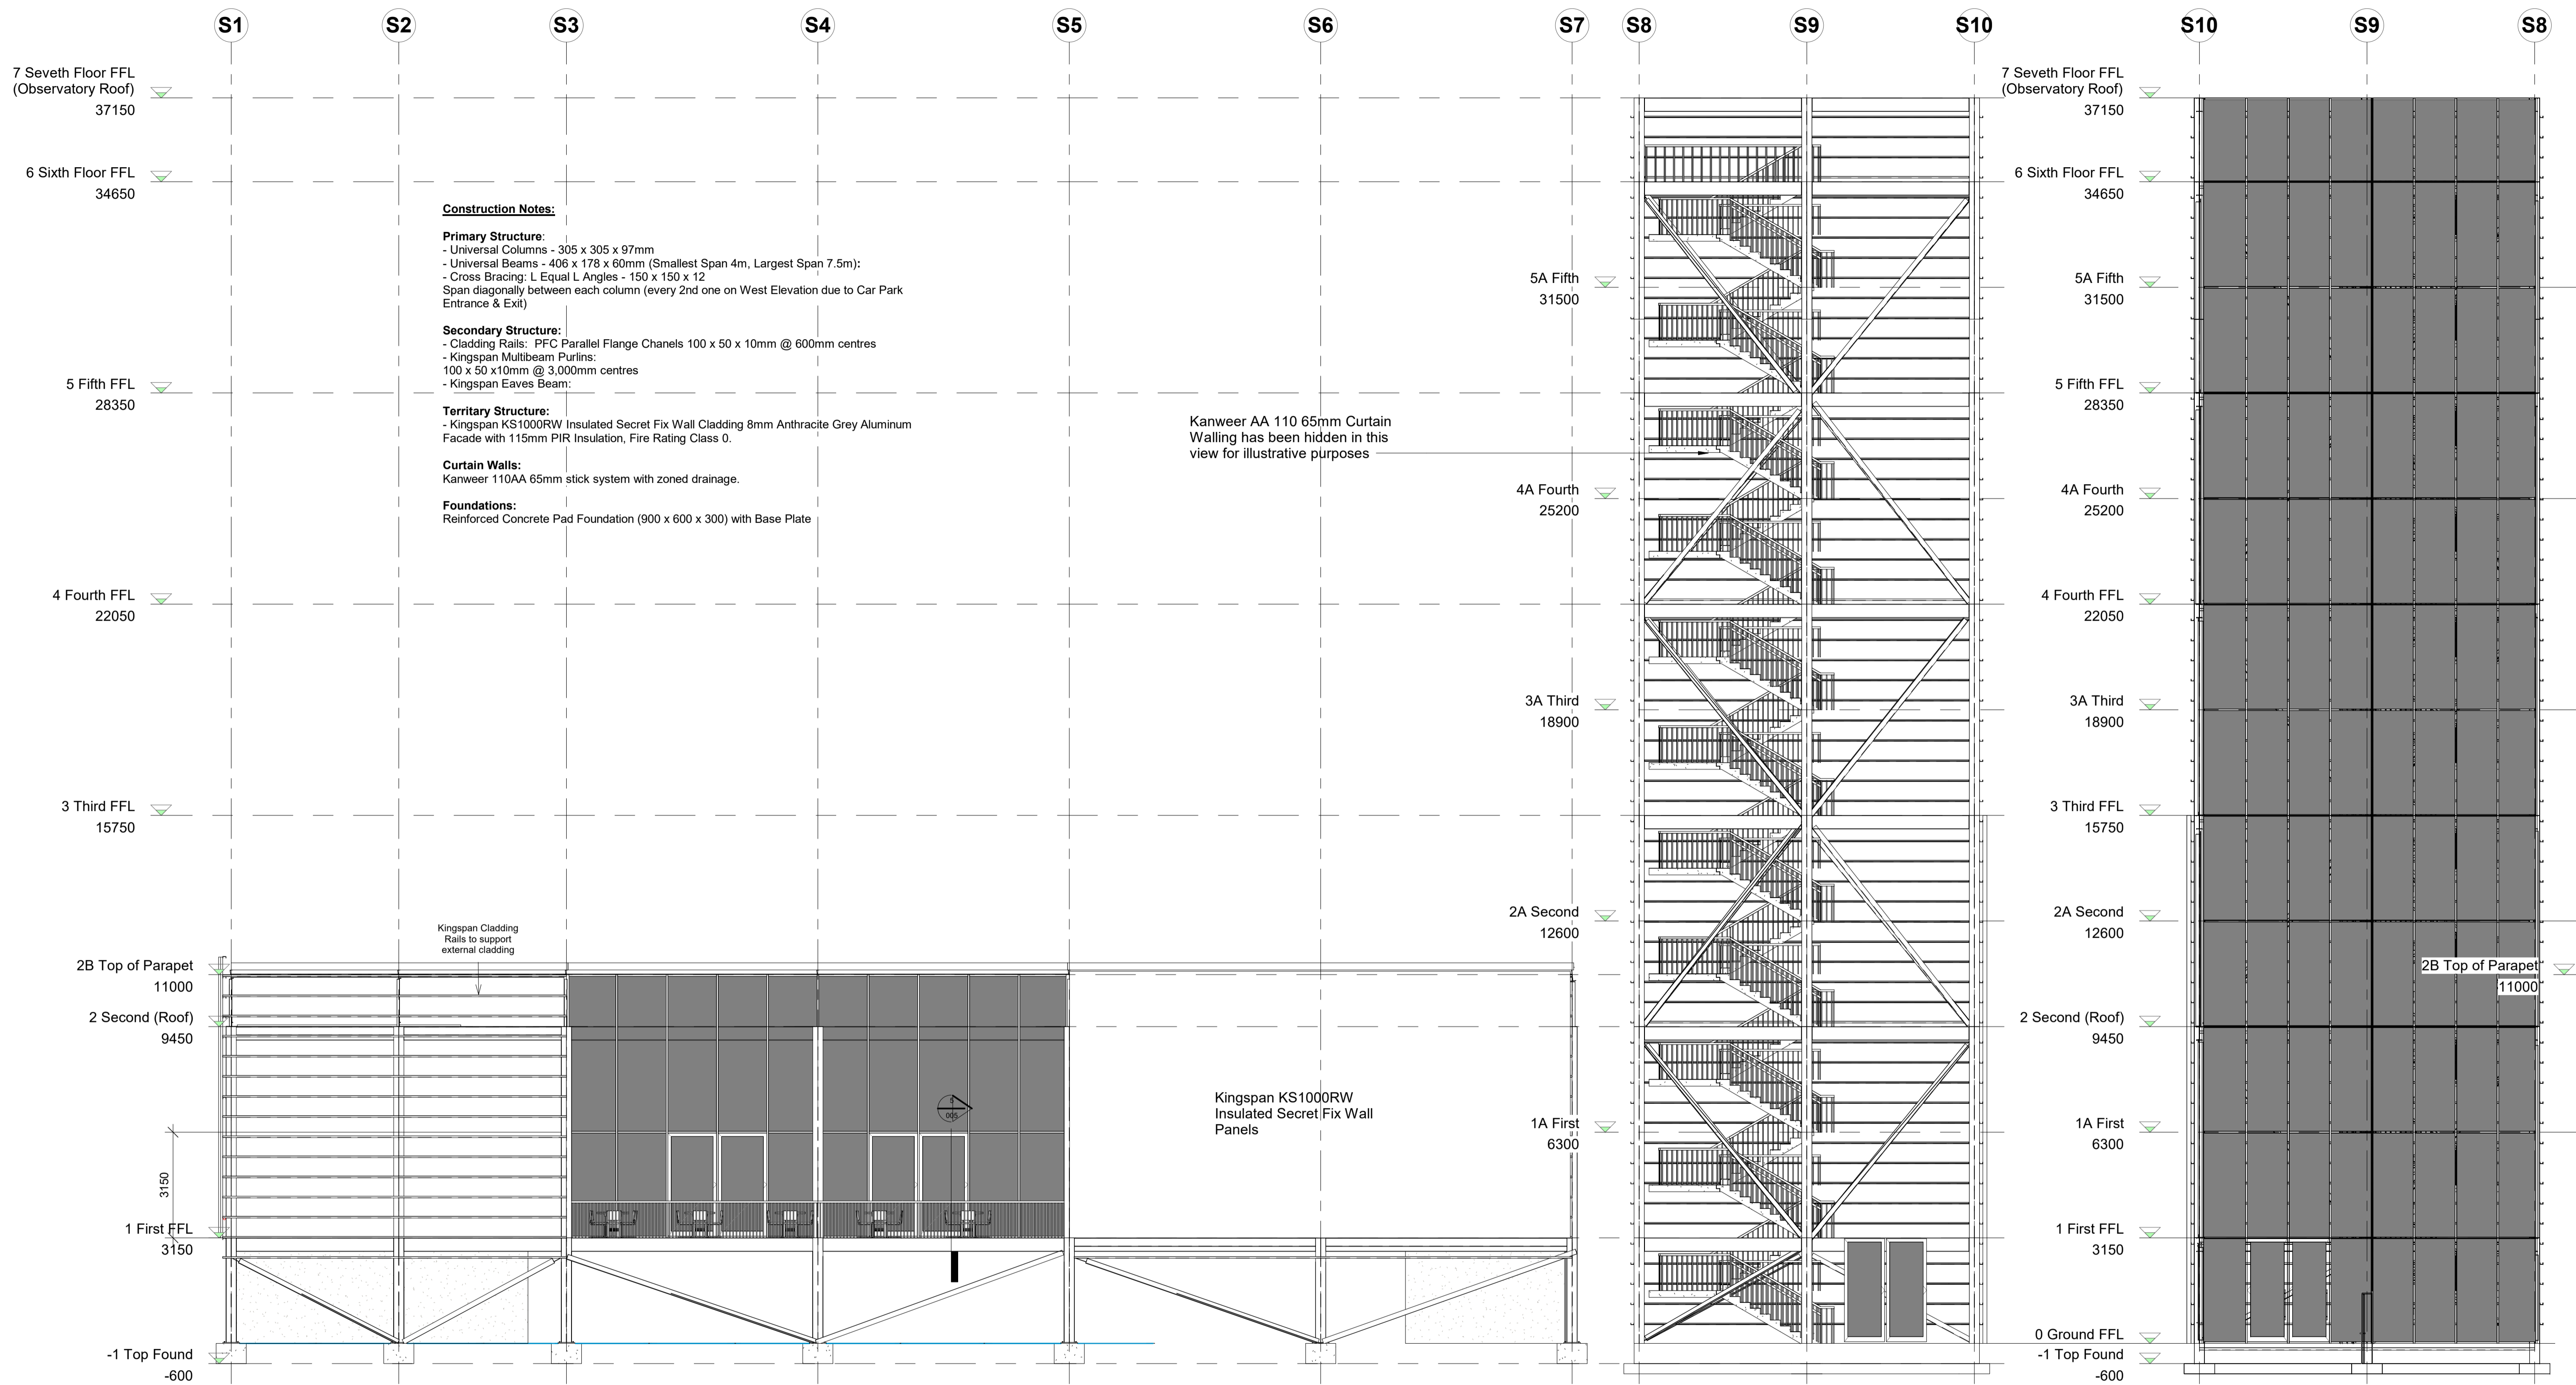 S1 S2 S3 S4 S5 S6 S7 S8 S9 S10 S10 S9 S8
7 Seveth Floor FFL
(Observatory Roof)
37150
6 Sixth Floor FFL
34650
5 Fifth FFL
28350
4 Fourth FFL
22050
3 Third FFL
15750
2B Top of Parapet
11000
2 Second (Roof)
9450
3150
1 First FFL
3150
-1 Top Found
-600
Construction Notes:
Primary Structure:
- Universal Columns - 305 x 305 x 97mm
- Universal Beams - 406 x 178 x 60mm (Smallest Span 4m, Largest Span 7.5m):
- Cross Bracing: L Equal L Angles - 150 x 150 x 12
Span diagonally between each column (every 2nd one on West Elevation due to Car Park
Entrance & Exit)
Secondary Structure:
- Cladding Rails: PFC Parallel Flange Chanels 100 x 50 x 10mm @ 600mm centres
- Kingspan Multibeam Purlins:
100 x 50 x10mm @ 3,000mm centres
- Kingspan Eaves Beam:
Territary Structure:
- Kingspan KS1000RW Insulated Secret Fix Wall Cladding 8mm Anthracite Grey Aluminum
Facade with 115mm PIR Insulation, Fire Rating Class 0.
Curtain Walls:
Kanweer 110AA 65mm stick system with zoned drainage.
Foundations:
Reinforced Concrete Pad Foundation (900 x 600 x 300) with Base Plate
Kingspan Cladding
Rails to support
external cladding
Kanweer AA 110 65mm Curtain
Walling has been hidden in this
view for illustrative purposes
005
Kingspan KS1000RW
Insulated Secret Fix Wall
Panels
5A Fifth
31500
4A Fourth
25200
3A Third
18900
2A Second
12600
1A First
6300
7 Seveth Floor FFL
(Observatory Roof)
37150
6 Sixth Floor FFL
34650
5A Fifth
31500
5 Fifth FFL
28350
4A Fourth
25200
4 Fourth FFL
22050
3A Third
18900
3 Third FFL
15750
2A Second
12600
2 Second (Roof)
9450
1A First
6300
1 First FFL
3150
0 Ground FFL
-1 Top Found
-600
2B Top of Parapet
11000